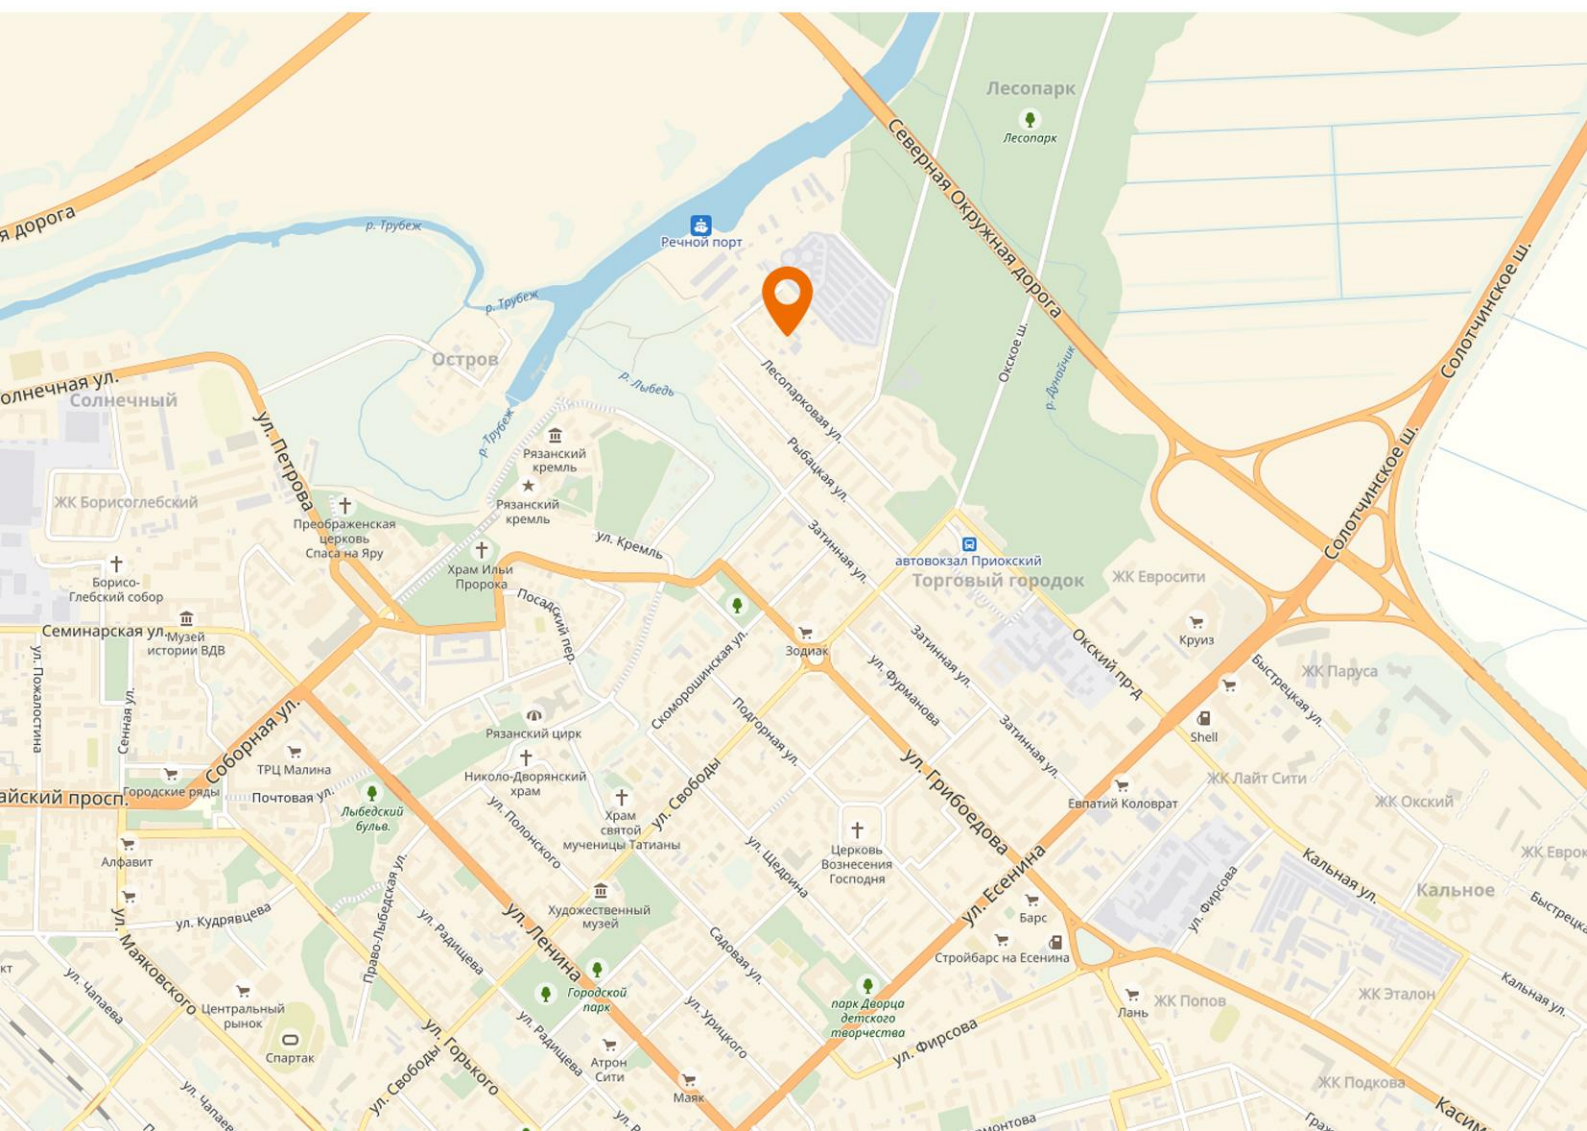 Лесопарк
Лесопарк
Северная Окружная дорога
я дорога
р. Трубеж
Речной порт
р. Трубеж
Солотчинское ш.
Остров
Окское ш.
р. Дунайчик
олнечная ул.
Солнечный
р. Лыбедь
Лесопарковая ул.
р. Трубеж
ул. Петрова
Рязанский
кремль
Рыбацкая ул.
Солотчинское ш.
ЖК Борисоглебский
Рязанский
кремль
Преображенская
церковь
Спаса на Яру
ул. Кремль
Затинная ул.
автовокзал Приокский
Торговый городок
ЖК Евросити
Храм Ильи
Пророка
Борисо-
Глебский собор
Посадский пер.
Семинарская ул.
Музей
истории ВДВ
Зодиак
Круиз
Затинная ул.
Окский пр-д
ул. Пожалостина
Сенная ул.
Скоморошинская ул.
ул. Фурманова
Быстрецкая ул.
ЖК Паруса
Соборная ул.
Рязанский цирк
Подгорная ул.
Затинная ул.
Shell
ТРЦ Малина
Николо-Дворянский
храм
ЖК Лайт Сити
Городские ряды
айский просп.
Почтовая ул.
Лыбедский
бульв.
ул. Свободы
ул. Грибоедова
Евпатий Коловрат
ЖК Окский
Храм
святой
мученицы Татианы
ул. Полонского
Церковь
Вознесения
Господня
Алфавит
ул. Щедрина
ул. Есенина
Кальная ул.
ЖК Еврок
Кальное
Право-Лыбедская ул.
ул. Фирсова
Художественный
музей
Барс
Быстрецка
ул. Кудрявцева
ул. Маяковского
ул. Радищева
ул. Ленина
Садовая ул.
Стройбарс на Есенина
кт
ул. Чапаева
Городской
парк
парк Дворца
детского
творчества
Кальная ул.
ЖК Эталон
ЖК Попов
Лань
Центральный
рынок
Спартак
ул. Горького
ул. Радищева
ул. Урицкого
ул. Фирсова
Атрон
Сити
ул. Свободы
Маяк
ЖК Подкова
ул. Чапаев
ул. Р
монтова
Граж
Касим